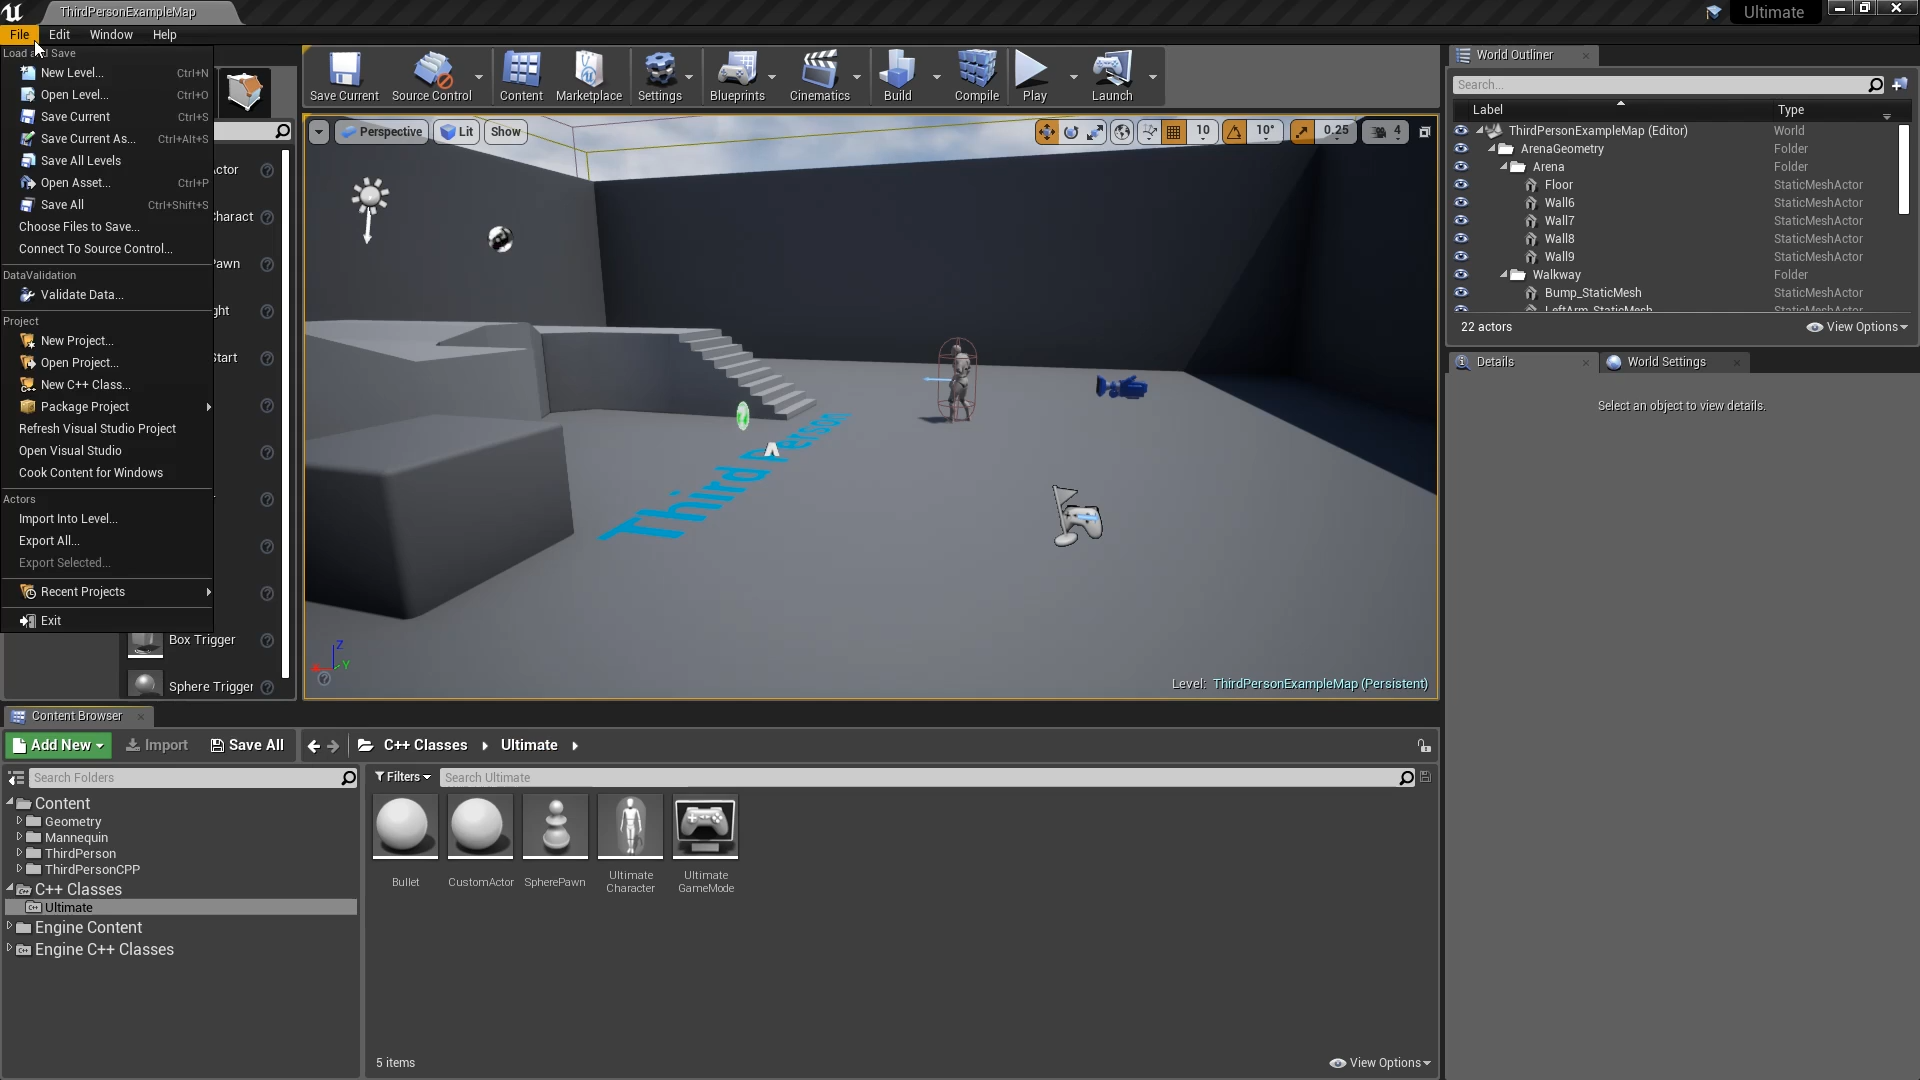 ThirdPersonExampleMap
Ultimate
File Edit Window Help
Load and Save
New Level... Ctrl+N
Open Level... Ctrl+O
Save Current Ctrl+S
Save Current As... Ctrl+Alt+S
Save All Levels
Open Asset... Ctrl+P
Save All Ctrl+Shift+S
Choose Files to Save...
Connect To Source Control...
DataValidation
Validate Data...
Project
New Project...
Open Project...
New C++ Class...
Package Project
Refresh Visual Studio Project
Open Visual Studio
Cook Content for Windows
Actors
Import Into Level...
Export All...
Export Selected...
Recent Projects
Exit
Box Trigger
Sphere Trigger
Save Current Source Control Content Marketplace Settings Blueprints Cinematics Build Compile Play Launch
Perspective Lit Show
10 10° 0.25 4
Third Person
Z
Y
Level: ThirdPersonExampleMap (Persistent)
World Outliner
Search...
Label Type
ThirdPersonExampleMap (Editor) World
ArenaGeometry Folder
Arena Folder
Floor StaticMeshActor
Wall6 StaticMeshActor
Wall7 StaticMeshActor
Wall8 StaticMeshActor
Wall9 StaticMeshActor
Walkway Folder
Bump_StaticMesh StaticMeshActor
LeftArm_StaticMesh StaticMeshActor
22 actors View Options
Details World Settings
Select an object to view details.
Content Browser
Add New Import Save All C++ Classes Ultimate
Search Folders
Content
Geometry
Mannequin
ThirdPerson
ThirdPersonCPP
C++ Classes
Ultimate
Engine Content
Engine C++ Classes
Filters Search Ultimate
Bullet
CustomActor
SpherePawn
Ultimate
Character
Ultimate
GameMode
5 items View Options